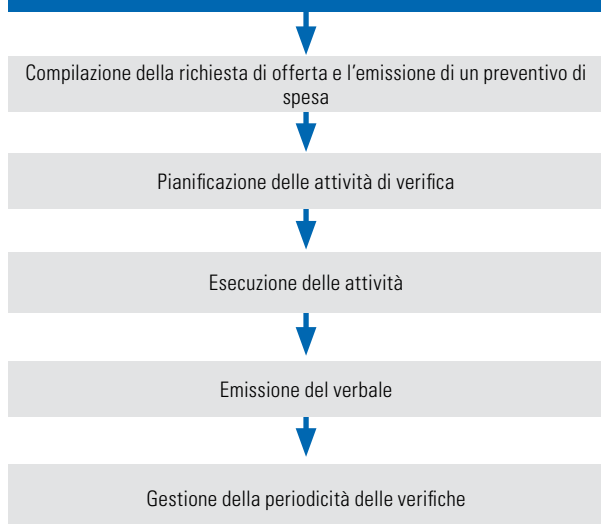 Compilazione della richiesta di offerta e l'emissione di un preventivo di
spesa
Pianificazione delle attività di verifica
Esecuzione delle attività
Emissione del verbale
Gestione della periodicità delle verifiche